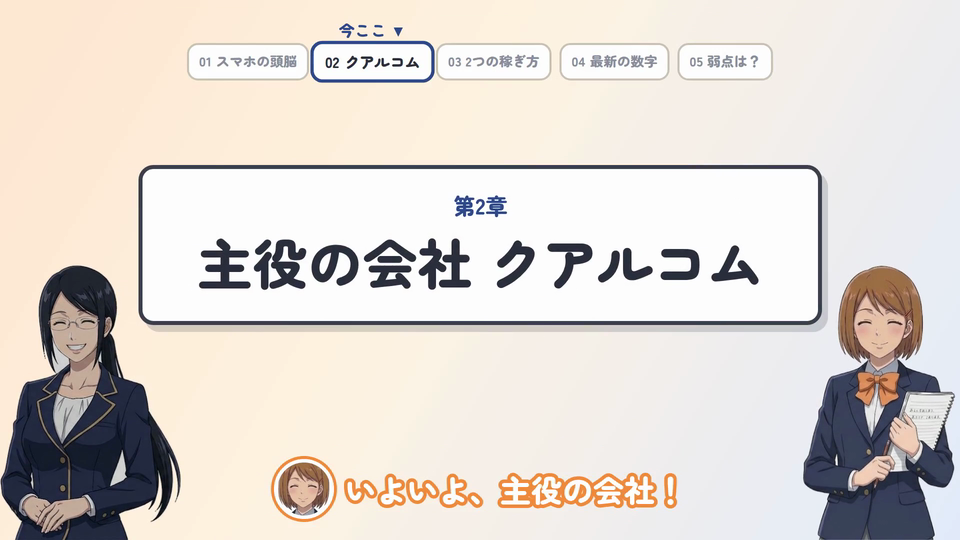 今ここ ▼
01 スマホの頭脳
02 クアルコム
03 2つの稼ぎ方
04 最新の数字
05 弱点は？
第2章
主役の会社 クアルコム
いよいよ、主役の会社！